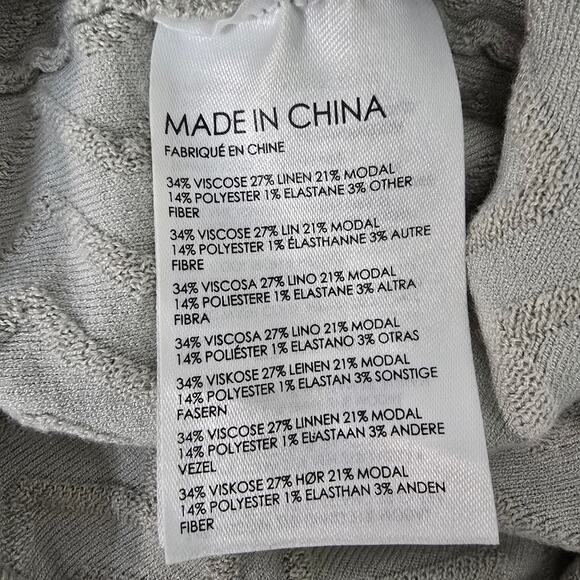 MADE IN CHINA
FABRIQUÉ EN CHINE
34% VISCOSE 27% LINEN 21% MODAL
14% POLYESTER 1% ELASTANE 3% OTHER
FIBER
34% VISCOSE 27% LIN 21% MODAL
14% POLYESTER 1% ÉLASTHANNE 3% AUTRE
FIBRE
34% VISCOSA 27% LINO 21% MODAL
14% POLIESTERE 1% ELASTANE 3% ALTRA
FIBRA
34% VISCOSA 27% LINO 21% MODAL
14% POLIÉSTER 1% ELASTANO 3% OTRAS
34% VISKOSE 27% LEINEN 21% MODAL
14% POLYESTER 1% ELASTAN 3% SONSTIGE
FASERN
34% VISCOSE 27% LINNEN 21% MODAL
14% POLYESTER 1% ELASTAAN 3% ANDERE
VEZEL
34% VISKOSE 27% HØR 21% MODAL
14% POLYESTER 1% ELASTHAN 3% ANDEN
FIBER